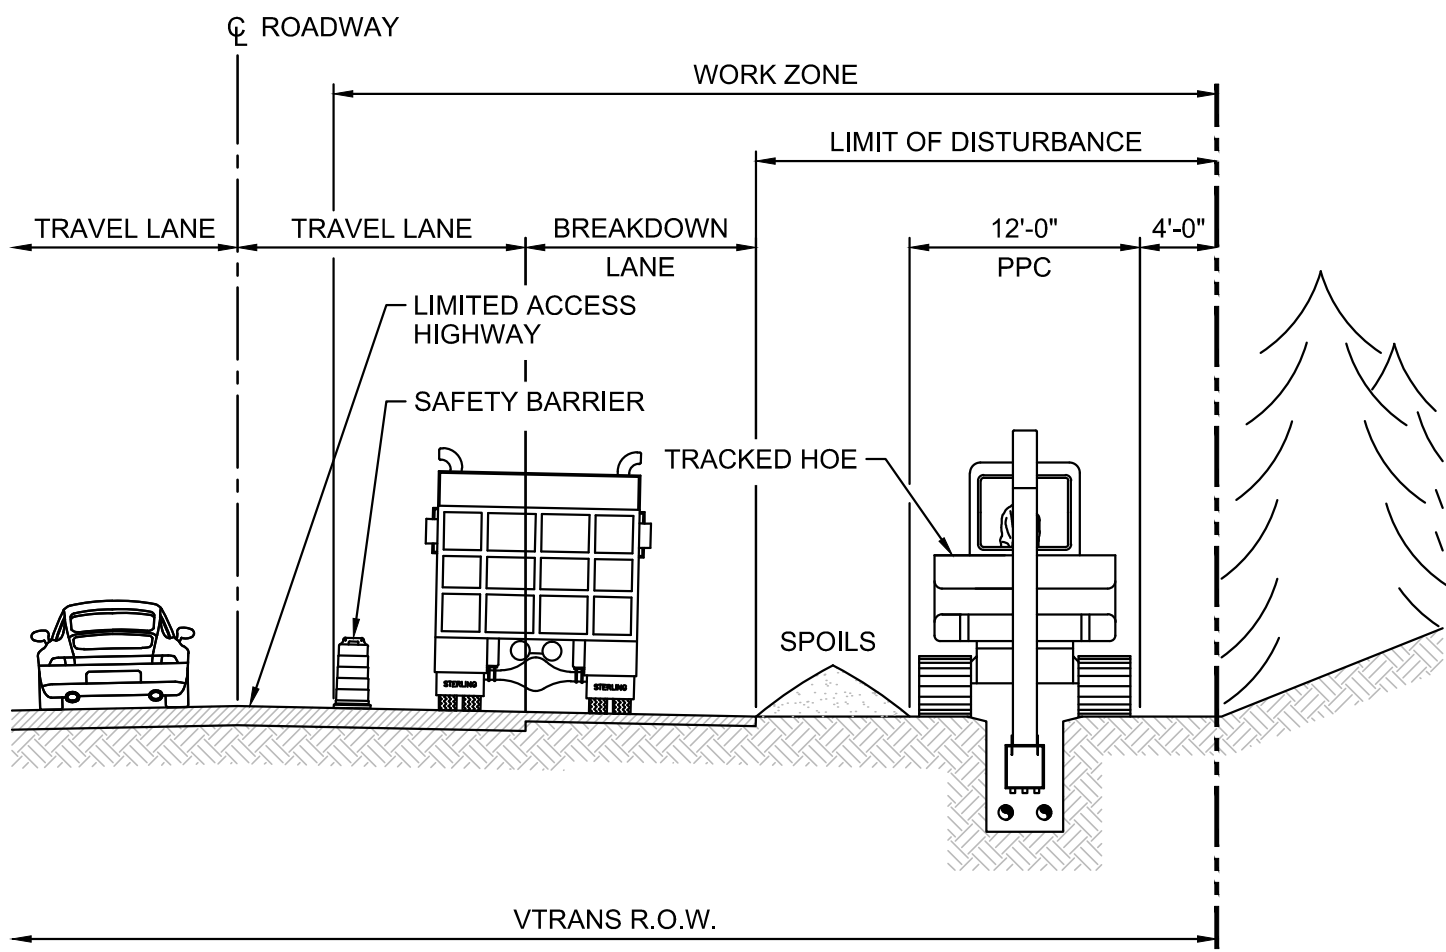 ℄ ROADWAY
WORK ZONE
LIMIT OF DISTURBANCE
TRAVEL LANE
TRAVEL LANE
BREAKDOWN
LANE
12'-0"
PPC
4'-0"
LIMITED ACCESS
HIGHWAY
SAFETY BARRIER
TRACKED HOE
SPOILS
STERLING
STERLING
VTRANS R.O.W.